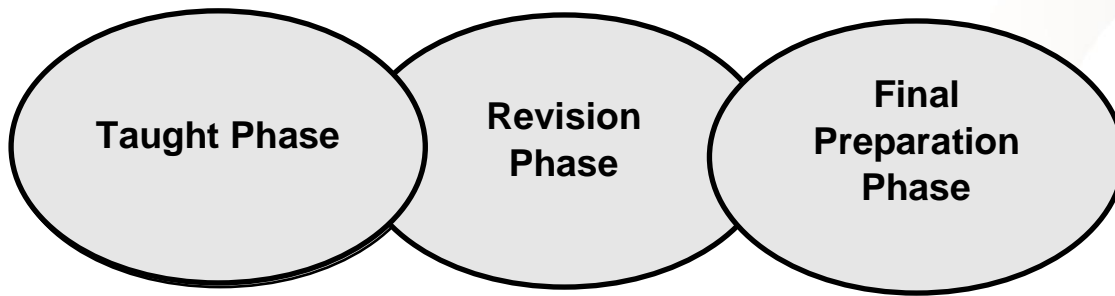 Taught Phase
Revision
Phase
Final
Preparation
Phase